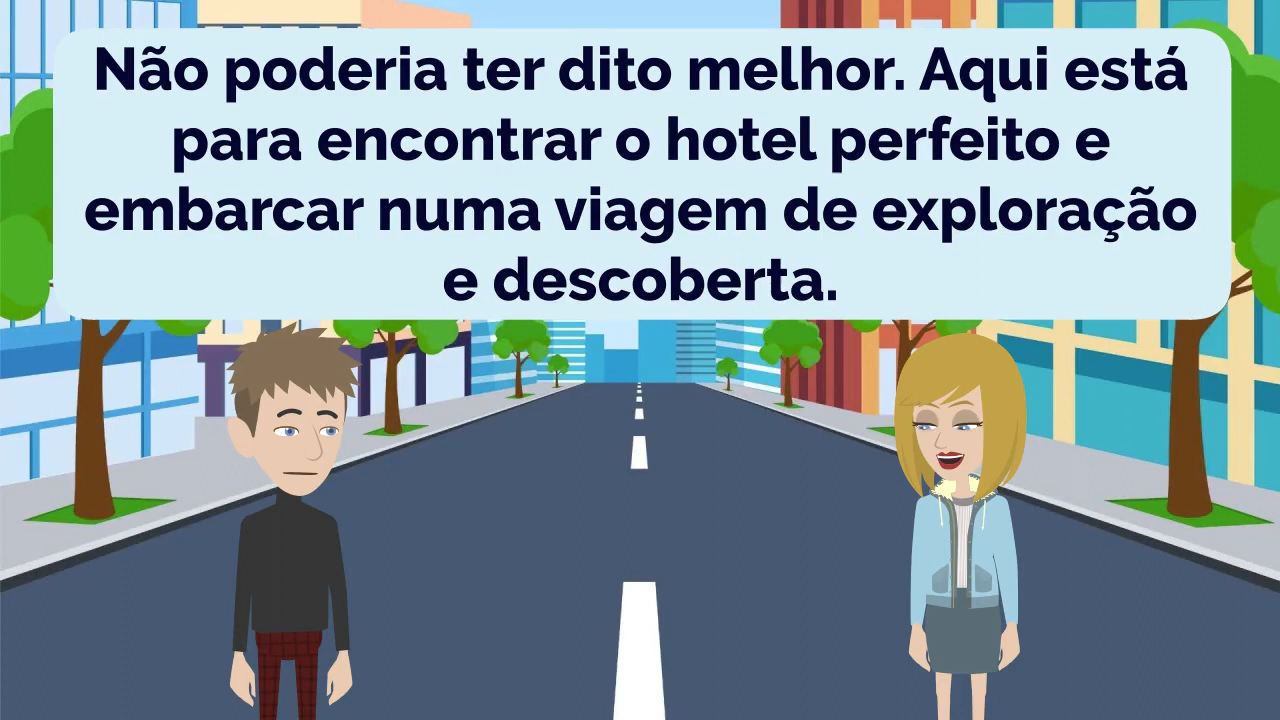 Não poderia ter dito melhor. Aqui está
para encontrar o hotel perfeito e
embarcar numa viagem de exploração
e descoberta.